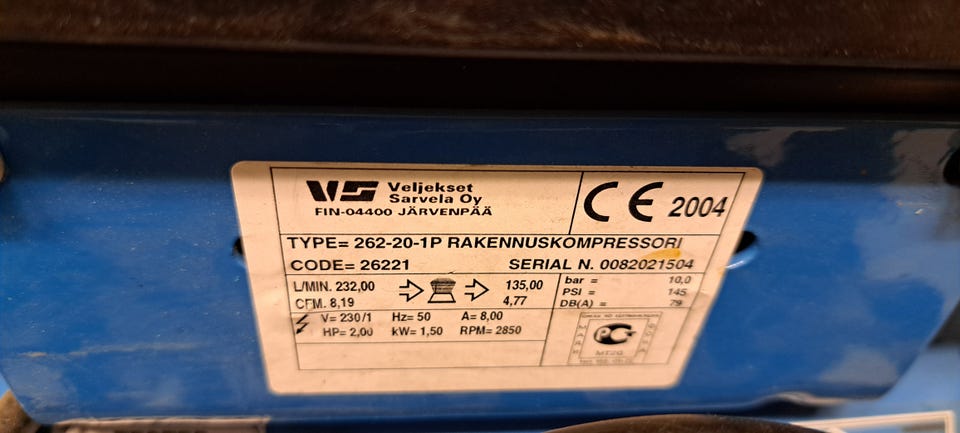 VS Veljekset
Sarvela Oy
FIN-04400 JÄRVENPÄÄ
CE 2004
TYPE= 262-20-1P RAKENNUSKOMPRESSORI
CODE= 26221 SERIAL N. 0082021504
L/MIN. 232,00 135,00
CFM. 8,19 4,77
bar = 10,0
PSI = 145
DB(A) = 79
V= 230/1 Hz= 50 A= 8,00
HP= 2,00 kW= 1,50 RPM= 2850